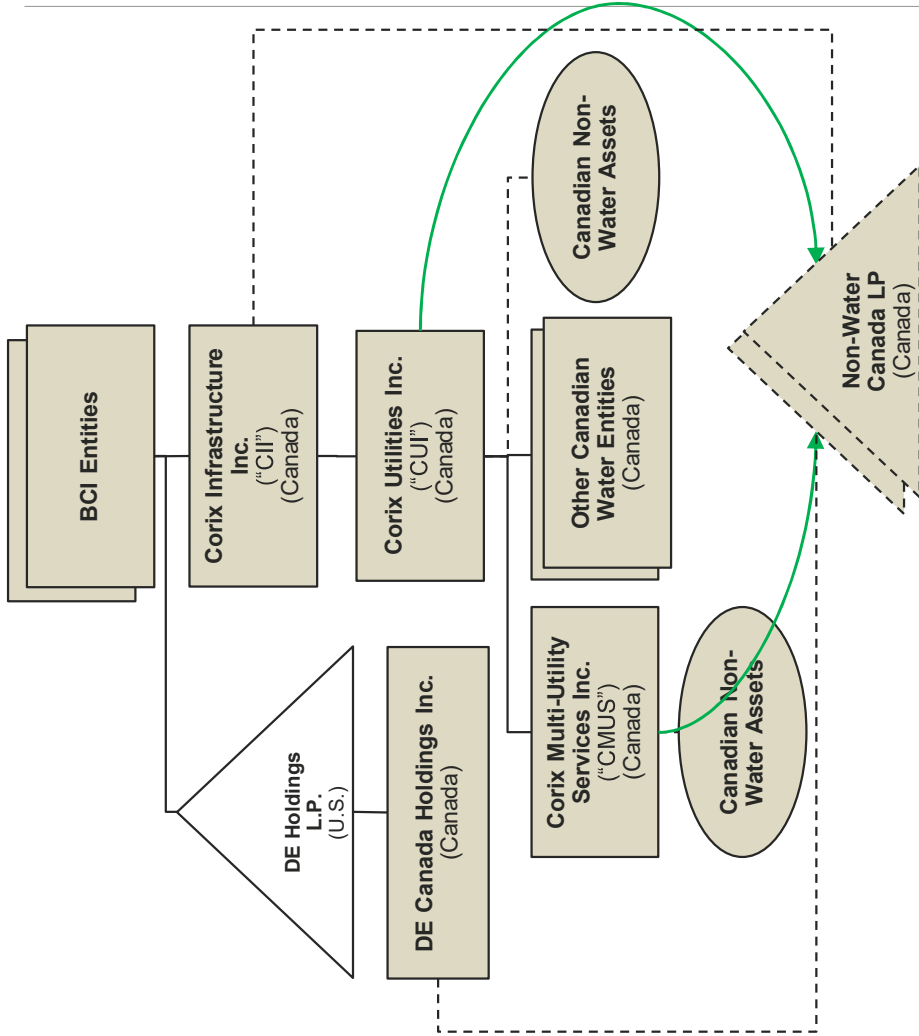 BCI Entities
Corix Infrastructure
Inc.
(“CII”)
(Canada)
DE Holdings
L.P.
(U.S.)
Corix Utilities Inc.
(“CUI”)
(Canada)
DE Canada Holdings Inc.
(Canada)
Canadian Non-
Water Assets
Other Canadian
Water Entities
(Canada)
Corix Multi-Utility
Services Inc.
(“CMUS”)
(Canada)
Canadian Non-
Water Assets
Non-Water
Canada LP
(Canada)